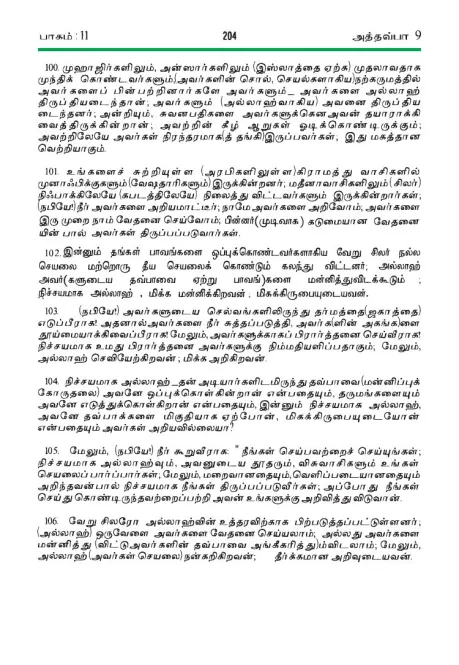 பாகம் : 11 204 அத்தவ்பா 9
100. முஹாஜிர்களிலும், அன்ஸார்களிலும் (இஸ்லாத்தை ஏற்க) முதலாவதாக
முந்திக் கொண்டவர்களும், அவர்களின் சொல், செயல்களாகிய)நற்கருமத்தில்
அவர்களைப் பின்பற்றினார்களே அவர்களும்_ அவர்களை அல்லாஹ்
திருப்தியடைந்தான்; அவர்களும் (அல்லாஹ்வாகிய) அவனை திருப்திய
டைந்தனர்; அன்றியும், சுவனபதிகளை அவர்களுக்கெனஅவன் தயாராக்கி
வைத்திருக்கின்றான்; அவற்றின் கீழ் ஆறுகள் ஓடிக்கொண்டிருக்கும்;
அவற்றிலேயே அவர்கள் நிரந்தரமாக(த் தங்கி)இருப்பவர்கள்; இது மகத்தான
வெற்றியாகும்.
101. உங்களைச் சுற்றியுள்ள (அரபிகளிலுள்ள)கிராமத்து வாசிகளில்
முனாஃபிக்குகளும்(வேஷதாரிகளும்) இருக்கின்றனர்; மதீனாவாசிகளிலும் (சிலர்)
நிஃபாக்கிலேயே (கபடத்திலேயே) நிலைத்து விட்டவர்களும் இருக்கிறார்கள்;
(நபியே!) நீர் அவர்களை அறியமாட்டீர்; நாமே அவர்களை அறிவோம்; அவர்களை
இரு முறை நாம் வேதனை செய்வோம்; பின்னர்(முடிவாக) கடுமையான வேதனை
யின் பால் அவர்கள் திருப்பப்படுவார்கள்.
102. இன்னும் தங்கள் பாவங்களை ஒப்புக்கொண்டவர்களாகிய வேறு சிலர் நல்ல
செயலை மற்றொரு தீய செயலைக் கொண்டும் கலந்து விட்டனர்; அல்லாஹ்
அவர்(களுடைய தவ்பாவை ஏற்று பாவங்)களை மன்னித்துவிடக்கூடும் ;
நிச்சயமாக அல்லாஹ் , மிக்க மன்னிக்கிறவன் , மிகக்கிருபையுடையவன்.
103. (நபியே!) அவர்களுடைய செல்வங்களிலிருந்து தர்மத்தை(ஜகாத்தை)
எடுப்பீராக! அதனால்அவர்களை நீர் சுத்தப்படுத்தி, அவர்க(ளின் அகங்க)ளை
தூய்மையாக்கிவைப்பீராக! மேலும்,அவர்களுக்காகப் பிரார்த்தனை செய்வீராக!
நிச்சயமாக உமது பிரார்த்தனை அவர்களுக்கு நிம்மதியளிப்பதாகும்; மேலும்,
அல்லாஹ் செவியேற்கிறவன் ; மிக்க அறிகிறவன்.
104. நிச்சயமாக அல்லாஹ்_தன் அடியார்களிடமிருந்து தவ்பாவை(மன்னிப்புக்
கோருதலை) அவனே ஒப்புக்கொள்கின்றான் என்பதையும், தருமங்களையும்
அவனே எடுத்துக்கொள்கிறான் என்பதையும், இன்னும் நிச்சயமாக அல்லாஹ்,
அவனே தவ்பாக்களை மிகுதியாக ஏற்போன், மிகக்கிருபையுடையோன்
என்பதையும் அவர்கள் அறியவில்லையா?
105. மேலும், (நபியே!) நீர் கூறுவீராக: " நீங்கள் செய்பவற்றைச் செய்யுங்கள்;
நிச்சயமாக அல்லாஹ்வும், அவனுடைய தூதரும், விசுவாசிகளும் உங்கள்
செயலைப் பார்ப்பார்கள்; மேலும், மறைவானதையும்,வெளிப்படையானதையும்
அறிந்தவன்பால் நிச்சயமாக நீங்கள் திருப்பப்படுவீர்கள்; அப்போது நீங்கள்
செய்து கொண்டிருந்தவற்றைப்பற்றி அவன் உங்களுக்கு அறிவித்து விடுவான்.
106. வேறு சிலரோ அல்லாஹ்வின் உத்தரவிற்காக பிற்படுத்தப்பட்டுள்ளனர்;
(அல்லாஹ்) ஒருவேளை அவர்களை வேதனை செய்யலாம்; அல்லது அவர்களை
மன்னித்து (விட்டுஅவர்களின் தவ்பாவை அங்கீகரித்து)ம்விடலாம்; மேலும்,
அல்லாஹ் (அவர்கள் செயலை) நன்கறிகிறவன்; தீர்க்கமான அறிவுடையவன்.